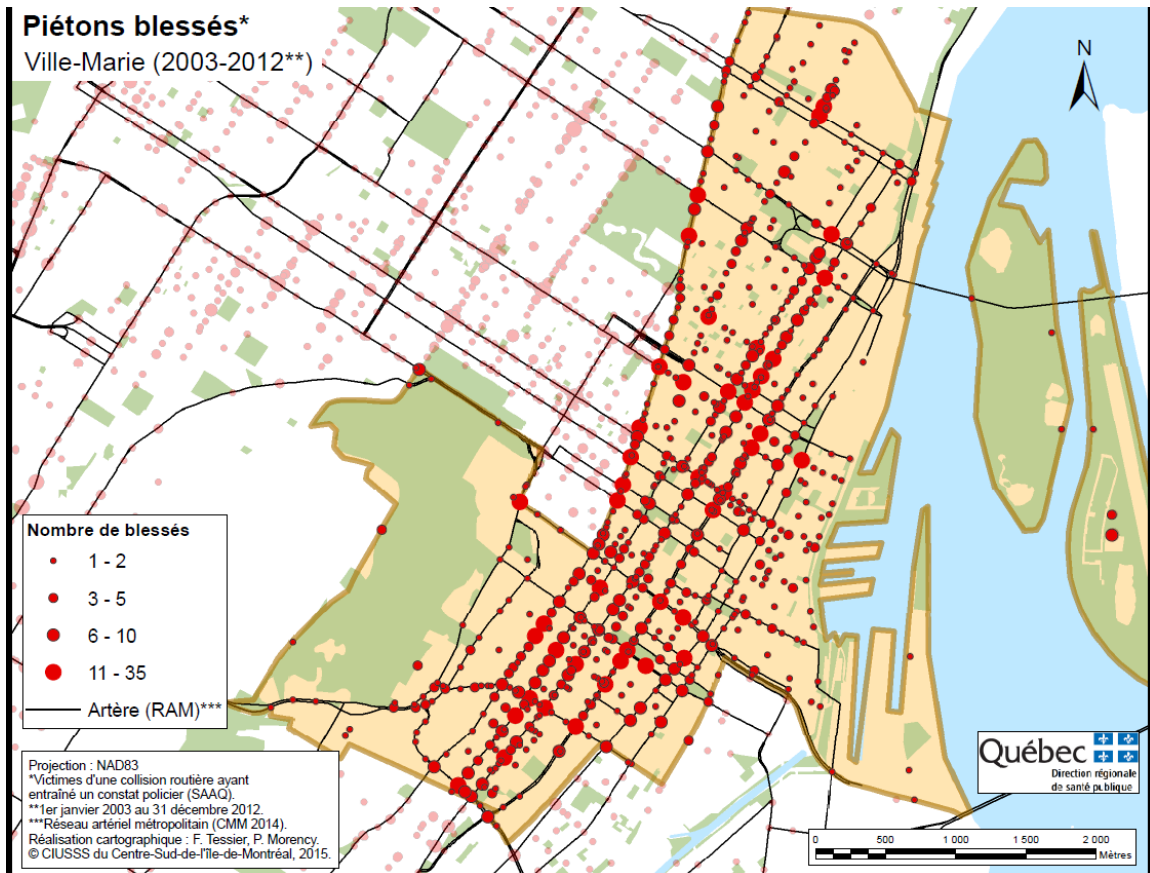 Piétons blessés*
Ville-Marie (2003-2012**)
N
Nombre de blessés
1 - 2
3 - 5
6 - 10
11 - 35
Artère (RAM)***
Projection : NAD83
*Victimes d'une collision routière ayant
entraîné un constat policier (SAAQ).
**1er janvier 2003 au 31 décembre 2012.
***Réseau artériel métropolitain (CMM 2014).
Réalisation cartographique : F. Tessier, P. Morency.
© CIUSSS du Centre-Sud-de-l'île-de-Montréal, 2015.
Québec
Direction régionale
de santé publique
0 500 1 000 1 500 2 000
Mètres